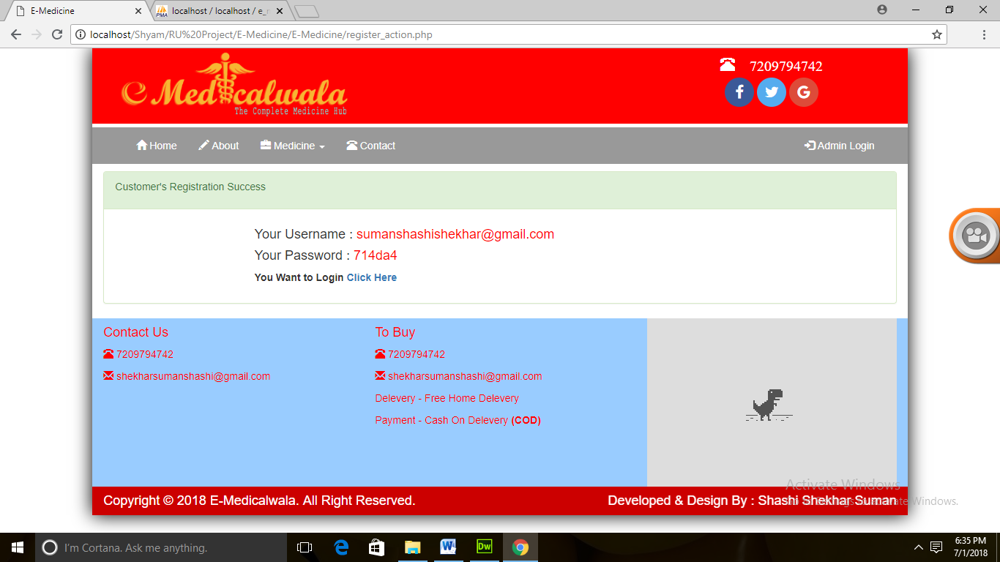 E-Medicine
PMA localhost / localhost / e_
localhost/Shyam/RU%20Project/E-Medicine/E-Medicine/register_action.php
e Medicalwala
The Complete Medicine Hub
7209794742
Home About Medicine Contact Admin Login
Customer's Registration Success
Your Username : sumanshashishekhar@gmail.com
Your Password : 714da4
You Want to Login Click Here
Contact Us
7209794742
shekharsumanshashi@gmail.com
To Buy
7209794742
shekharsumanshashi@gmail.com
Delevery - Free Home Delevery
Payment - Cash On Delevery (COD)
Activate Windows
Copyright © 2018 E-Medicalwala. All Right Reserved.
Developed & Design By : Shashi Shekhar Suman
Windows.
I'm Cortana. Ask me anything.
Dw
6:35 PM
7/1/2018